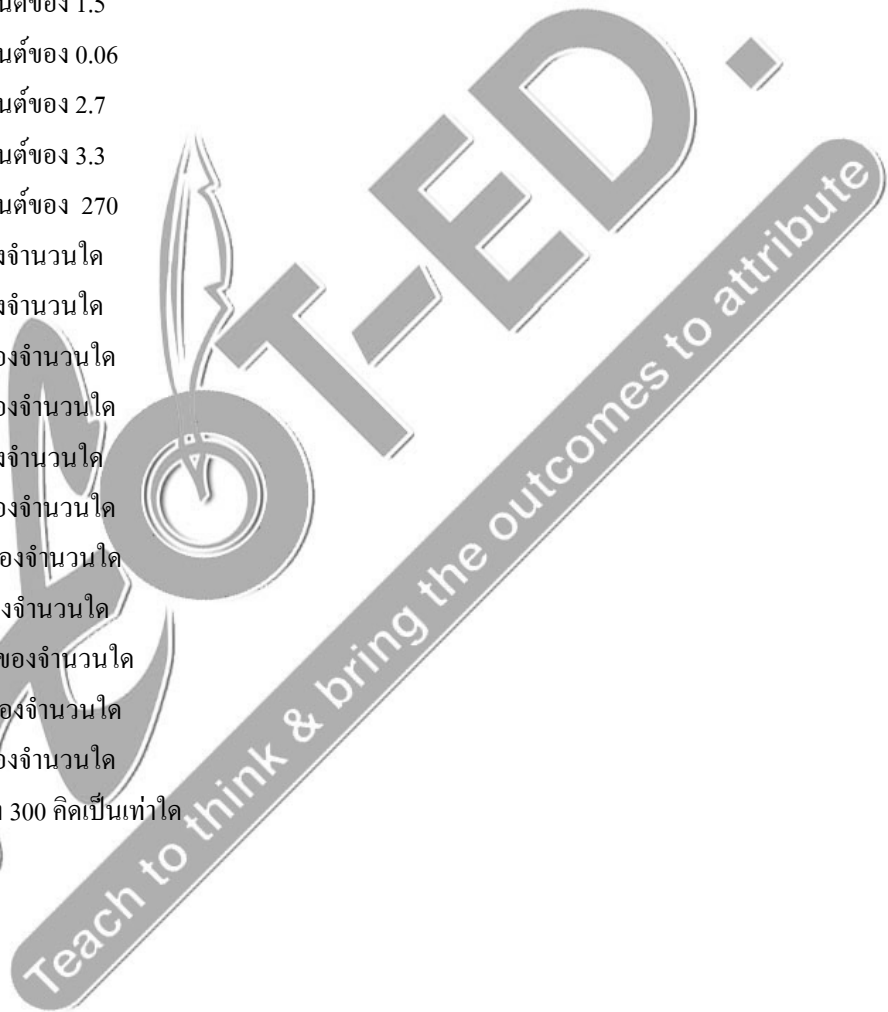 นต์ของ 1.5
นต์ของ 0.06
นต์ของ 2.7
นต์ของ 3.3
นต์ของ 270
งจำนวนใด
งจำนวนใด
องจำนวนใด
องจำนวนใด
งจำนวนใด
องจำนวนใด
องจำนวนใด
งจำนวนใด
ของจำนวนใด
องจำนวนใด
องจำนวนใด
300 คิดเป็นเท่าใด
OT-ED.
Teach to think & bring the outcomes to attribute